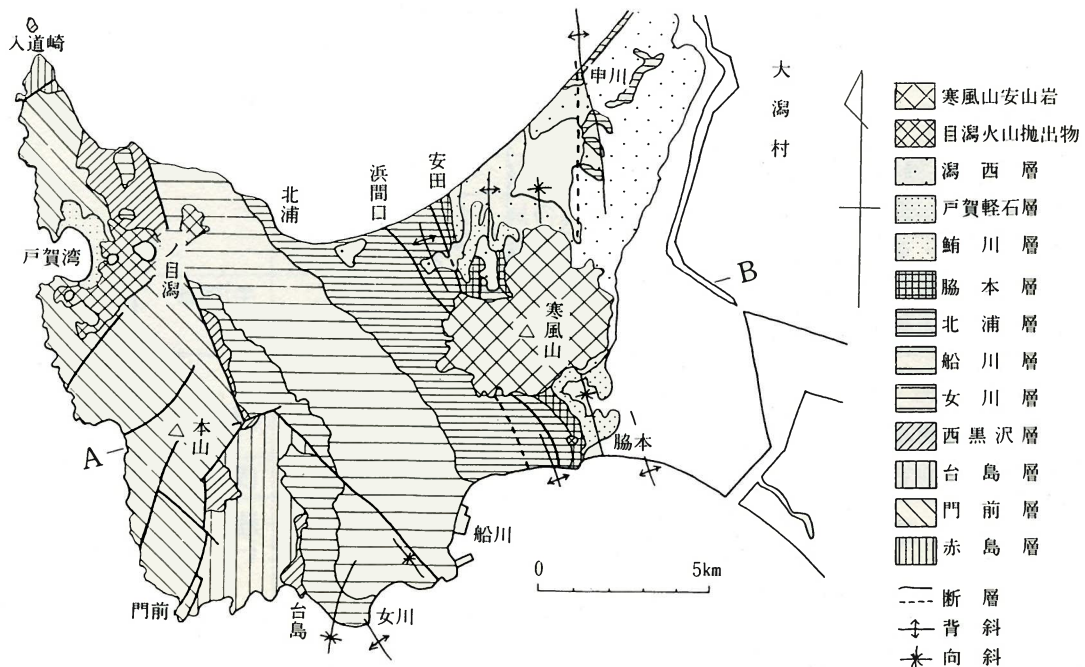 入道崎
申川
大潟村
安田
浜間口
北浦
戸賀湾
一ノ目潟
寒風山
B
本山
A
脇本
船川
門前
台島
女川
0 5km
寒風山安山岩
目潟火山抛出物
潟西層
戸賀軽石層
鮪川層
脇本層
北浦層
船川層
女川層
西黒沢層
台島層
門前層
赤島層
断層
背斜
向斜